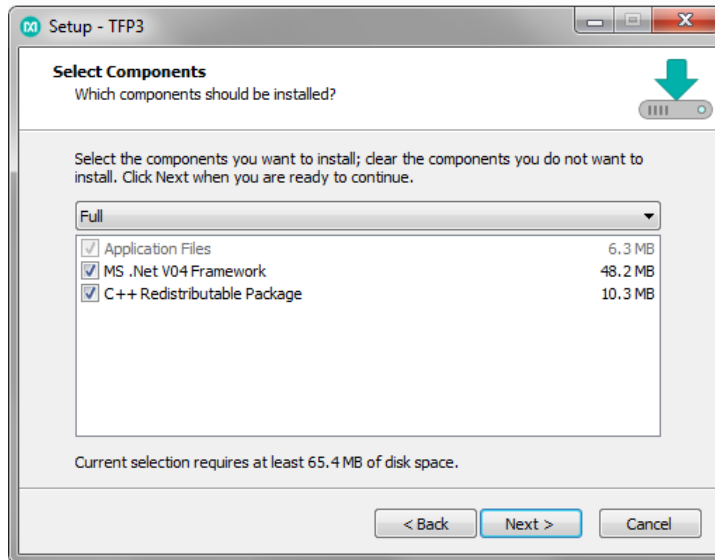 Setup - TFP3
Select Components
Which components should be installed?
Select the components you want to install; clear the components you do not want to
install. Click Next when you are ready to continue.
Full
Application Files 6.3 MB
MS .Net V04 Framework 48.2 MB
C++ Redistributable Package 10.3 MB
Current selection requires at least 65.4 MB of disk space.
< Back Next > Cancel